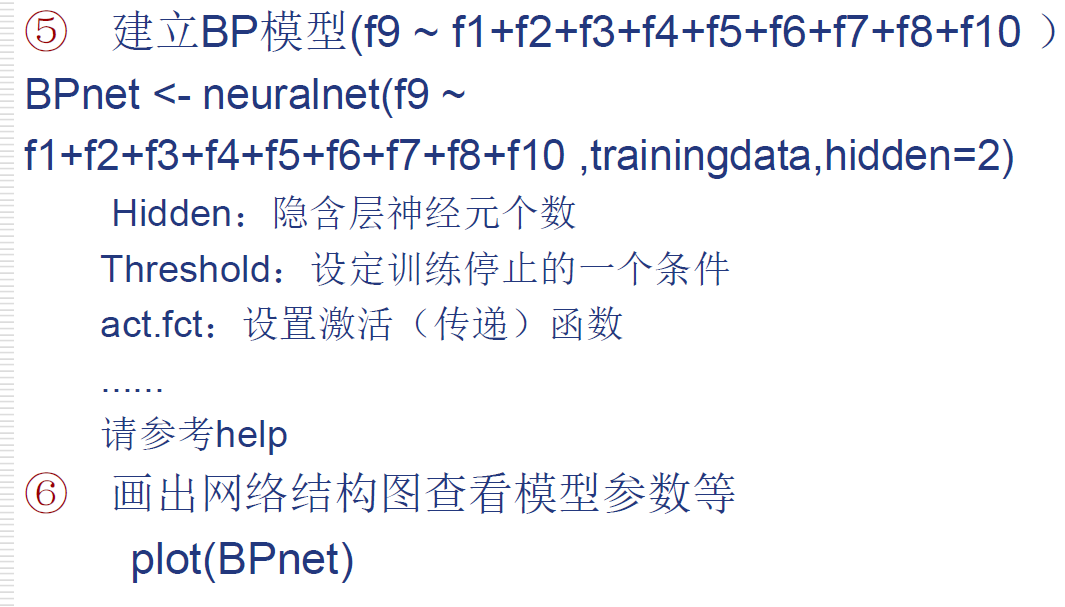 ⑤ 建立BP模型(f9 ~ f1+f2+f3+f4+f5+f6+f7+f8+f10 ）
BPnet <- neuralnet(f9 ~
f1+f2+f3+f4+f5+f6+f7+f8+f10 ,trainingdata,hidden=2)
Hidden：隐含层神经元个数
Threshold：设定训练停止的一个条件
act.fct：设置激活（传递）函数
......
请参考help
⑥ 画出网络结构图查看模型参数等
plot(BPnet)